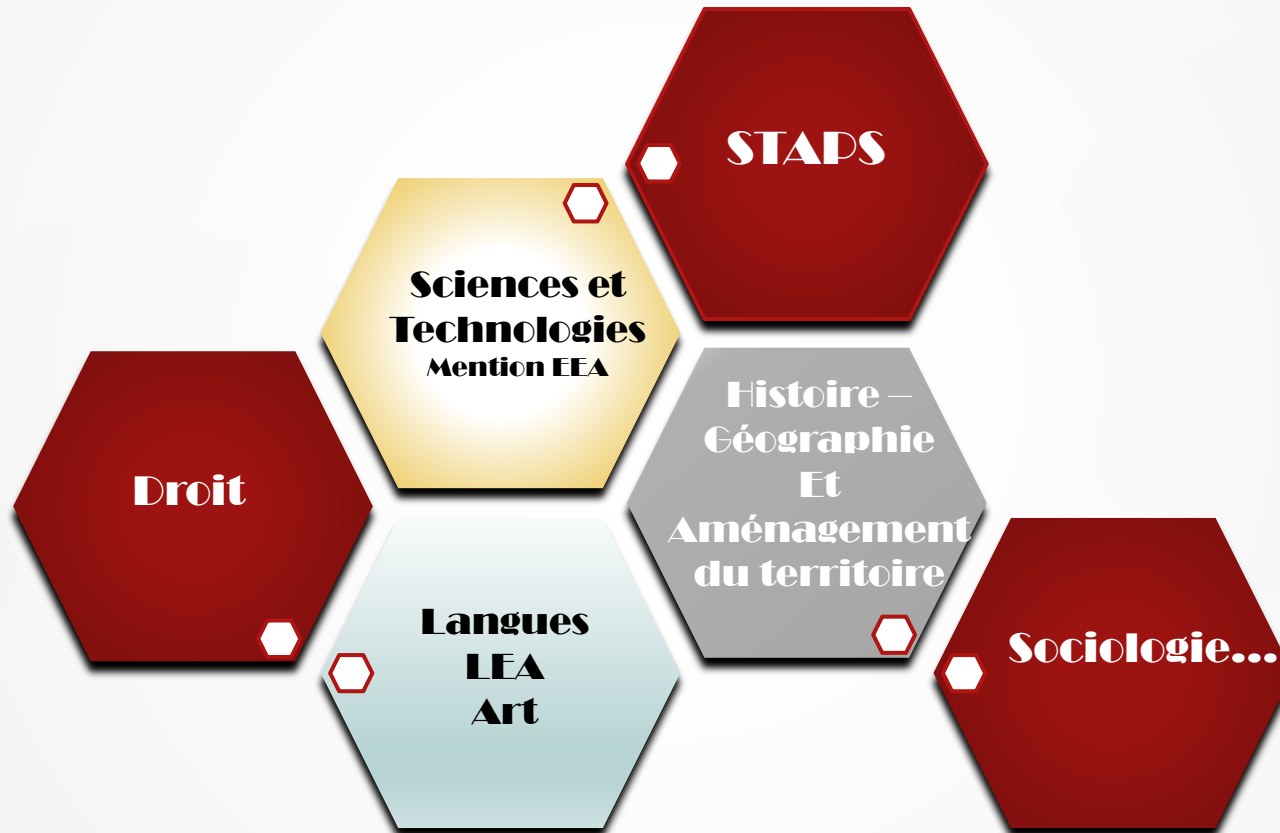 STAPS
Sciences et
Technologies
Mention EEA
Histoire –
Géographie
Et
Aménagement
du territoire
Droit
Langues
LEA
Art
Sociologie...